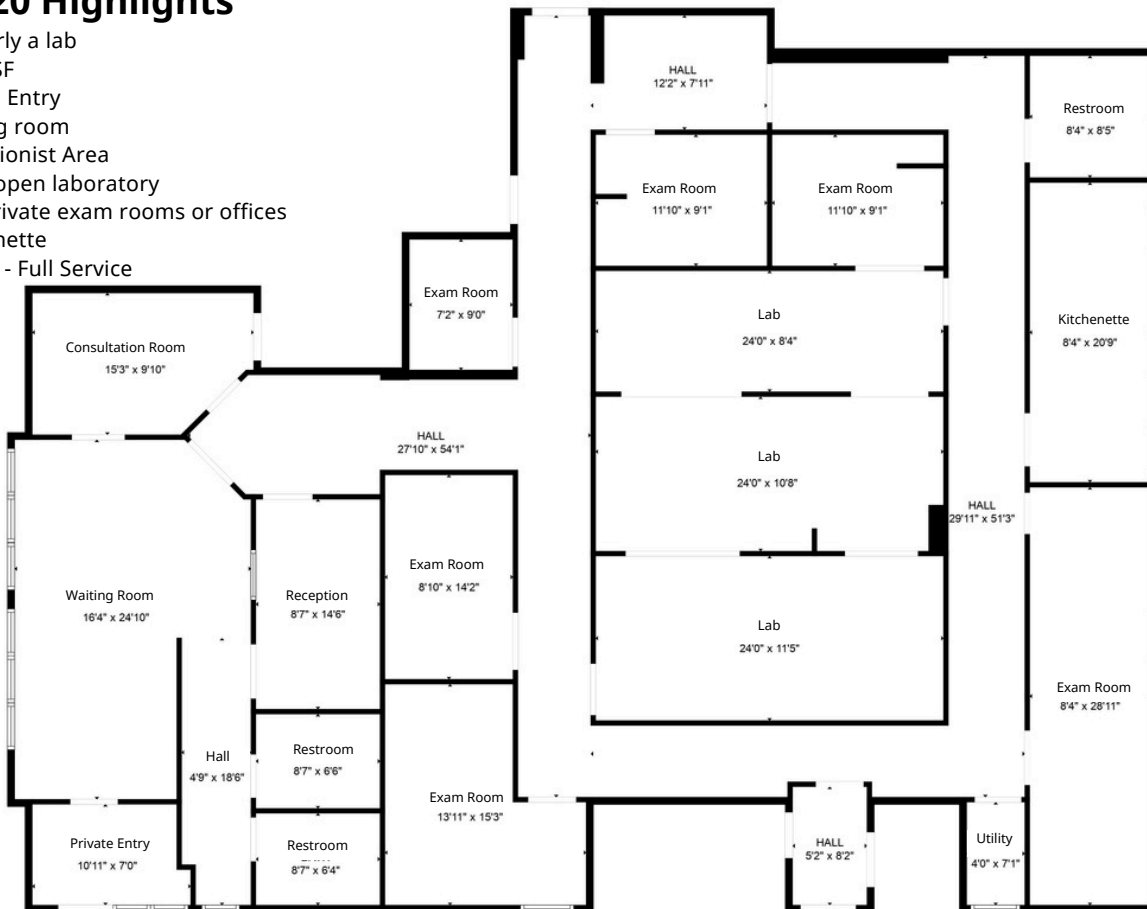 20 Highlights
rly a lab
SF
Entry
g room
ionist Area
open laboratory
rivate exam rooms or offices
nette
- Full Service
HALL
12'2" x 7'11"
Restroom
8'4" x 8'5"
Exam Room
11'10" x 9'1"
Exam Room
11'10" x 9'1"
Exam Room
7'2" x 9'0"
Lab
24'0" x 8'4"
Kitchenette
8'4" x 20'9"
Consultation Room
15'3" x 9'10"
HALL
27'10" x 54'1"
Lab
24'0" x 10'8"
HALL
29'11" x 51'3"
Exam Room
8'10" x 14'2"
Waiting Room
16'4" x 24'10"
Reception
8'7" x 14'6"
Lab
24'0" x 11'5"
Exam Room
8'4" x 28'11"
Restroom
8'7" x 6'6"
Hall
4'9" x 18'6"
Exam Room
13'11" x 15'3"
Private Entry
10'11" x 7'0"
Restroom
8'7" x 6'4"
HALL
5'2" x 8'2"
Utility
4'0" x 7'1"